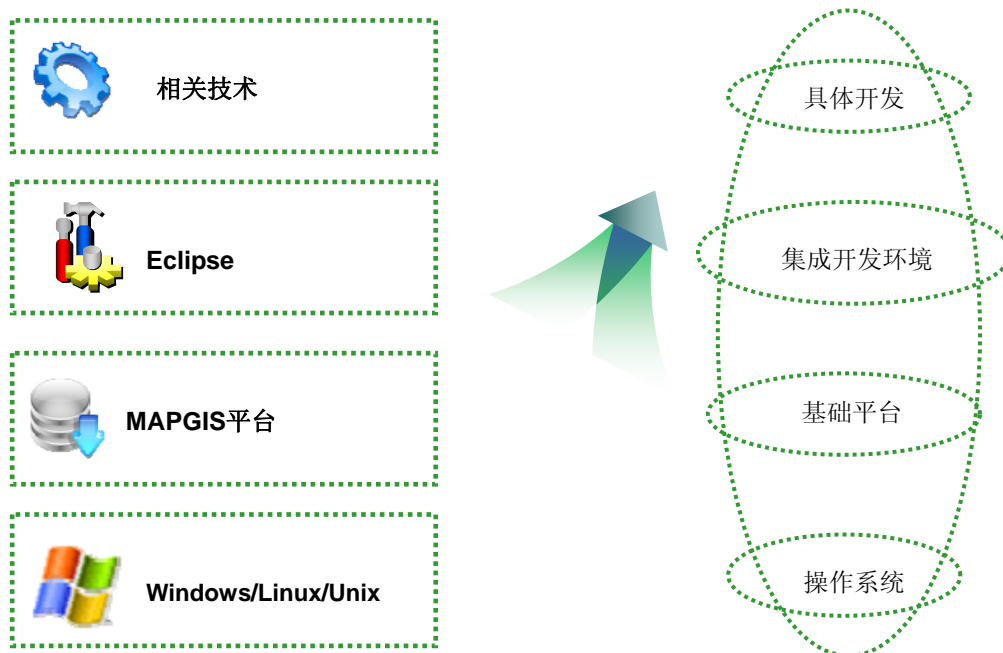 相关技术
Eclipse
MAPGIS平台
Windows/Linux/Unix
具体开发
集成开发环境
基础平台
操作系统